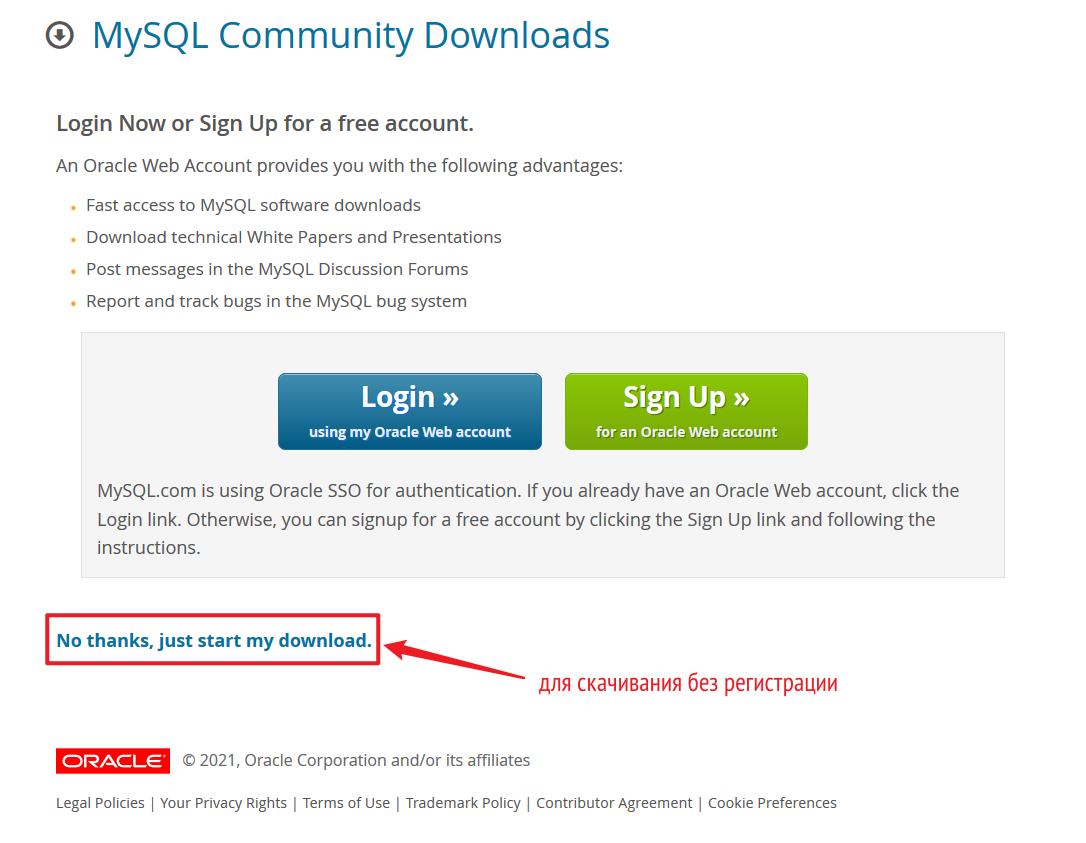 MySQL Community Downloads
Login Now or Sign Up for a free account.
An Oracle Web Account provides you with the following advantages:
Fast access to MySQL software downloads
Download technical White Papers and Presentations
Post messages in the MySQL Discussion Forums
Report and track bugs in the MySQL bug system
Login »
using my Oracle Web account
Sign Up »
for an Oracle Web account
MySQL.com is using Oracle SSO for authentication. If you already have an Oracle Web account, click the
Login link. Otherwise, you can signup for a free account by clicking the Sign Up link and following the
instructions.
No thanks, just start my download.
для скачивания без регистрации
ORACLE © 2021, Oracle Corporation and/or its affiliates
Legal Policies | Your Privacy Rights | Terms of Use | Trademark Policy | Contributor Agreement | Cookie Preferences